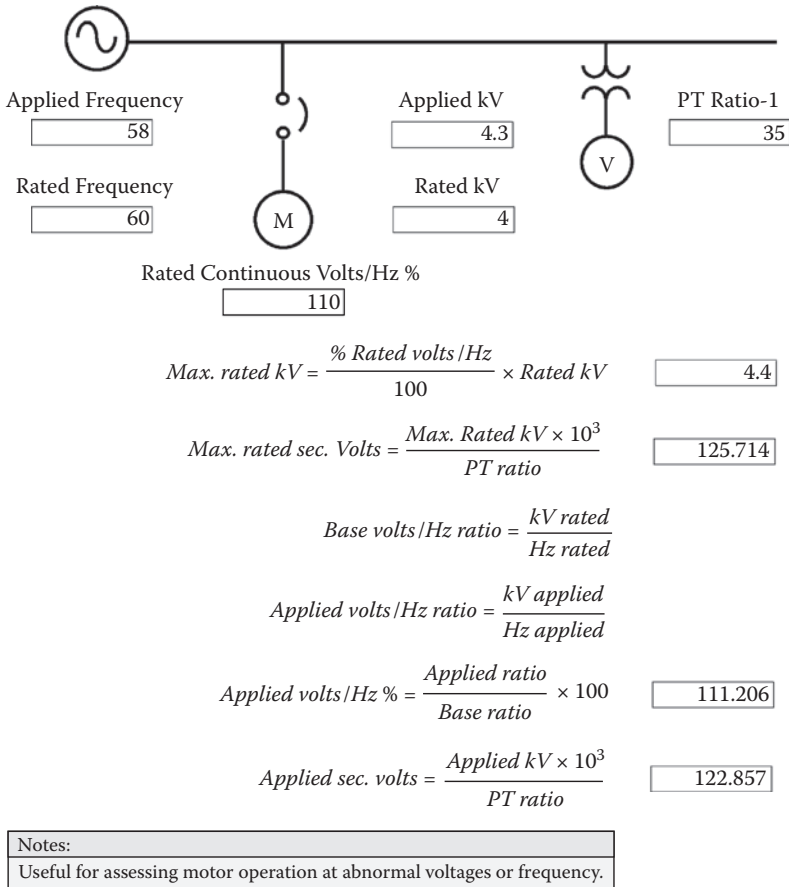 Applied Frequency
58
Applied kV
4.3
PT Ratio-1
35
V
Rated Frequency
60
M
Rated kV
4
Rated Continuous Volts/Hz %
110
Max. rated kV = % Rated volts/Hz / 100 × Rated kV 4.4
Max. rated sec. Volts = Max. Rated kV × 10³ / PT ratio 125.714
Base volts/Hz ratio = kV rated / Hz rated
Applied volts/Hz ratio = kV applied / Hz applied
Applied volts/Hz % = Applied ratio / Base ratio × 100 111.206
Applied sec. volts = Applied kV × 10³ / PT ratio 122.857
Notes:
Useful for assessing motor operation at abnormal voltages or frequency.